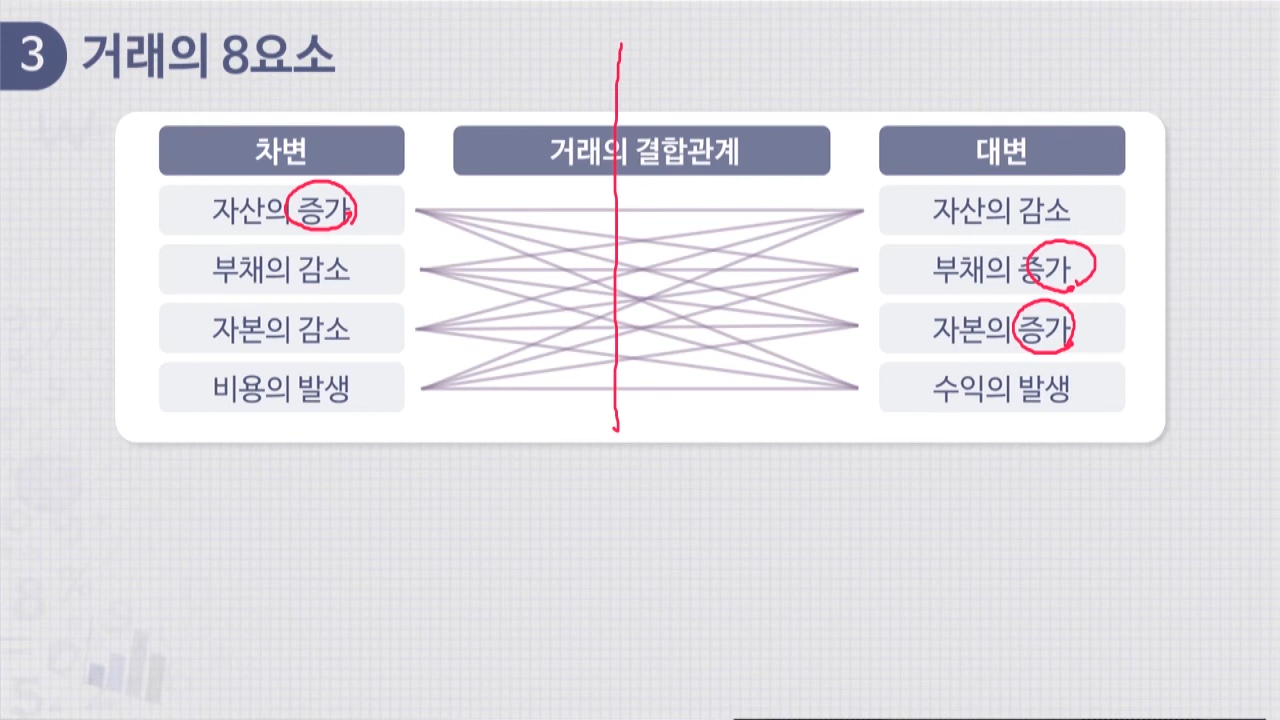 3 거래의 8요소
차변 거래의 결합관계 대변
자산의 증가 자산의 감소
부채의 감소 부채의 증가
자본의 감소 자본의 증가
비용의 발생 수익의 발생